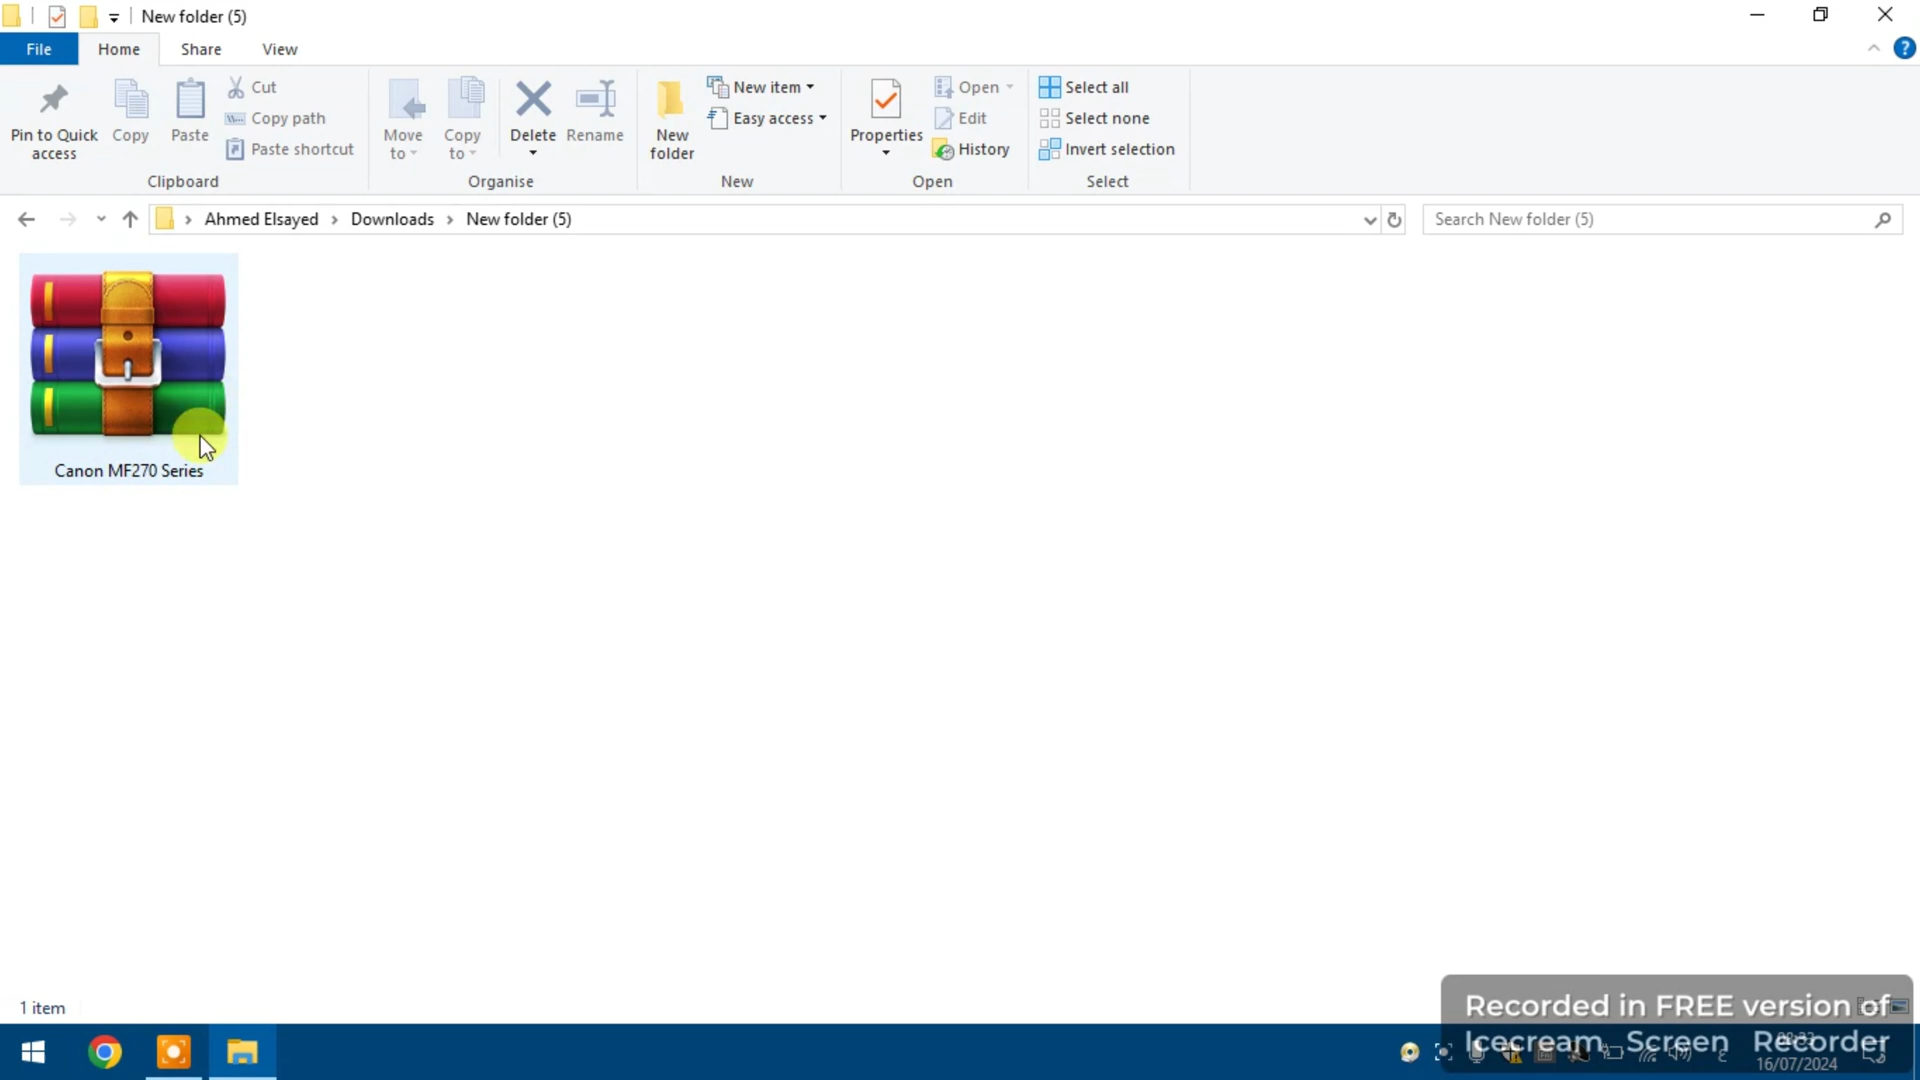 New folder (5)
File Home Share View
Pin to Quick access
Copy
Paste
Cut
Copy path
Paste shortcut
Clipboard
Move to
Copy to
Delete
Rename
Organise
New folder
New item
Easy access
New
Properties
Open
Edit
History
Open
Select all
Select none
Invert selection
Select
Ahmed Elsayed > Downloads > New folder (5)
Search New folder (5)
Canon MF270 Series
1 item
Recorded in FREE version of
Icecream Screen Recorder
16/07/2024